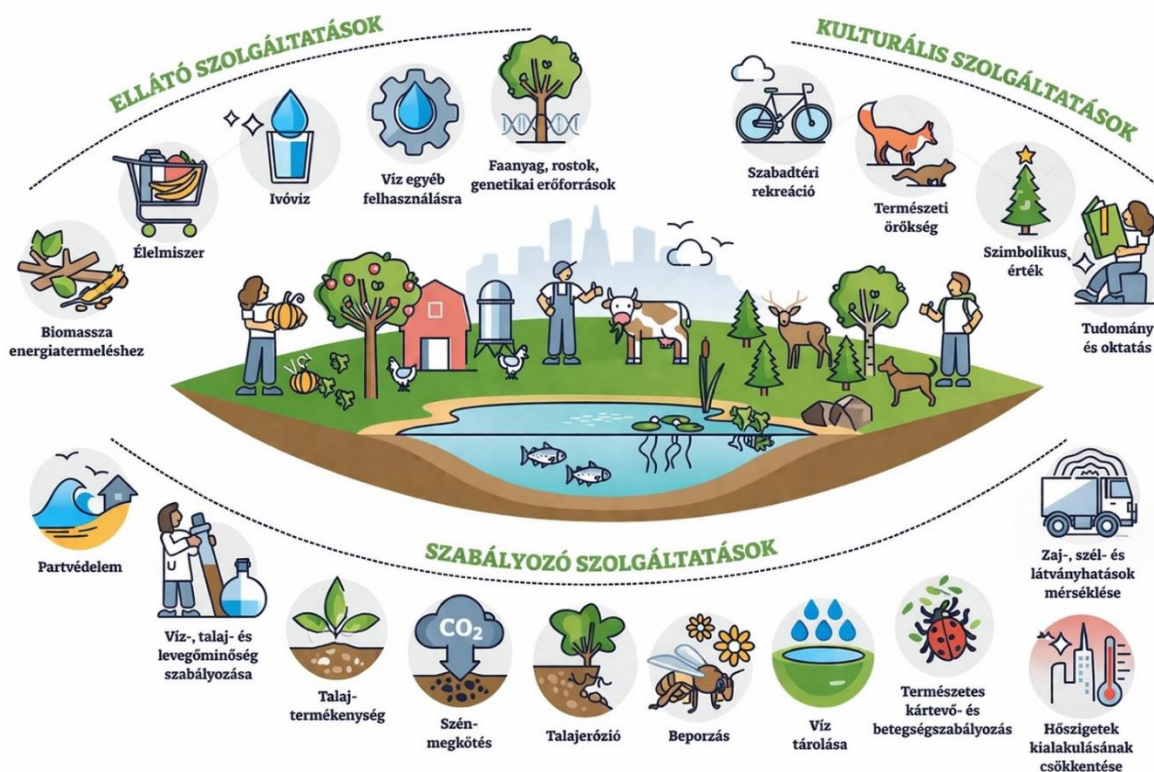 ELLÁTÓ SZOLGÁLTATÁSOK
Biomassza
energiatermeléshez
Élelmiszer
Ivóvíz
Víz egyéb
felhasználásra
Faanyag, rostok,
genetikai erőforrások
KULTURÁLIS SZOLGÁLTATÁSOK
Szabadtéri
rekreáció
Természeti
örökség
Szimbolikus,
érték
Tudomány
és oktatás
SZABÁLYOZÓ SZOLGÁLTATÁSOK
Partvédelem
Víz-, talaj- és
levegőminőség
szabályozása
Talaj-
termékenység
CO₂
Szén-
megkötés
Talajerózió
Beporzás
Víz
tárolása
Természetes
kártevő- és
betegségszabályozás
Zaj-, szél- és
látványhatások
mérséklése
Hőszigetek
kialakulásának
csökkentése